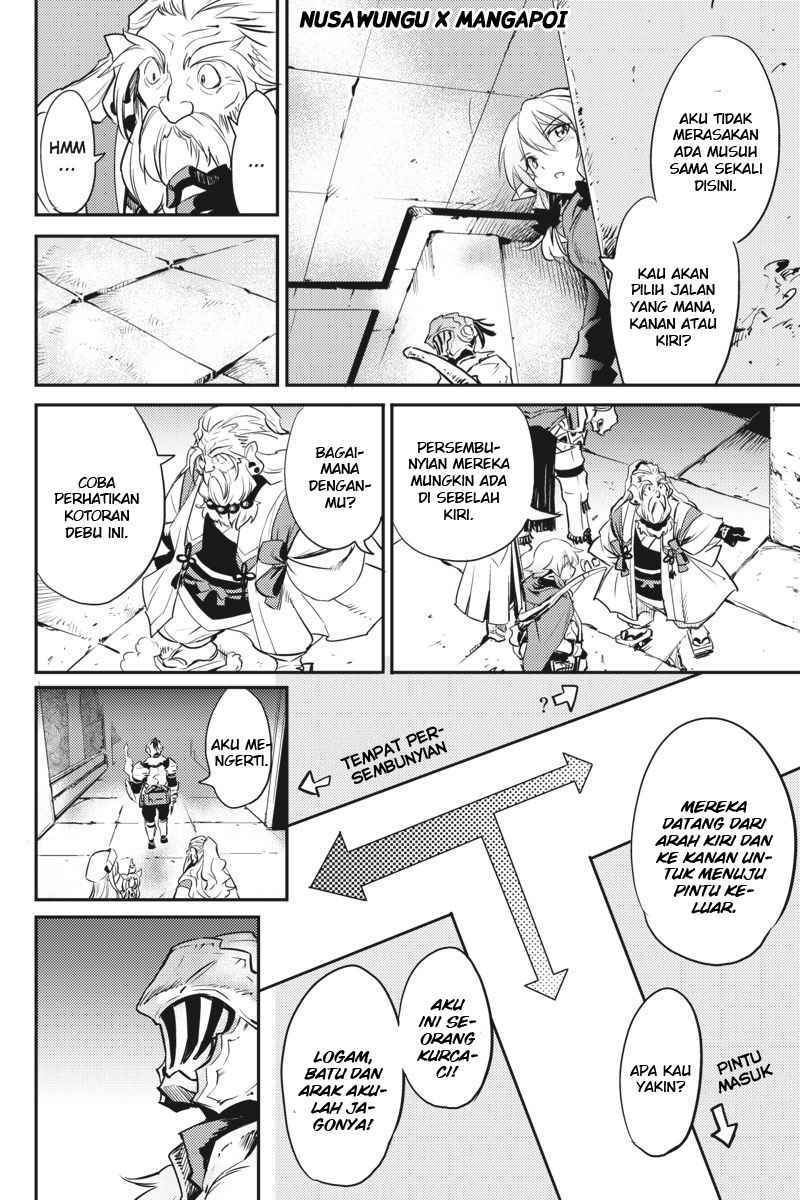 NUSAWUNGU X MANGAPOI
AKU TIDAK
MERASAKAN
ADA MUSUH
SAMA SEKALI
DISINI.
KAU AKAN
PILIH JALAN
YANG MANA,
KANAN ATAU
KIRI?
...
HMM
...
PERSEMBU-
NYIAN MEREKA
MUNGKIN ADA
DI SEBELAH
KIRI.
BAGAI-
MANA
DENGAN-
MU?
COBA
PERHATIKAN
KOTORAN
DEBU INI.
?
TEMPAT PER-
SEMBUNYIAN
MEREKA
DATANG DARI
ARAH KIRI DAN
KE KANAN UN-
TUK MENUJU
PINTU KE-
LUAR.
APA KAU
YAKIN?
PINTU
MASUK
AKU
INI SE-
ORANG
KURCA-
CI!
LOGAM,
BATU DAN
ARAK AKU-
LAH JA-
GONYA!
AKU ME-
NGERTI.